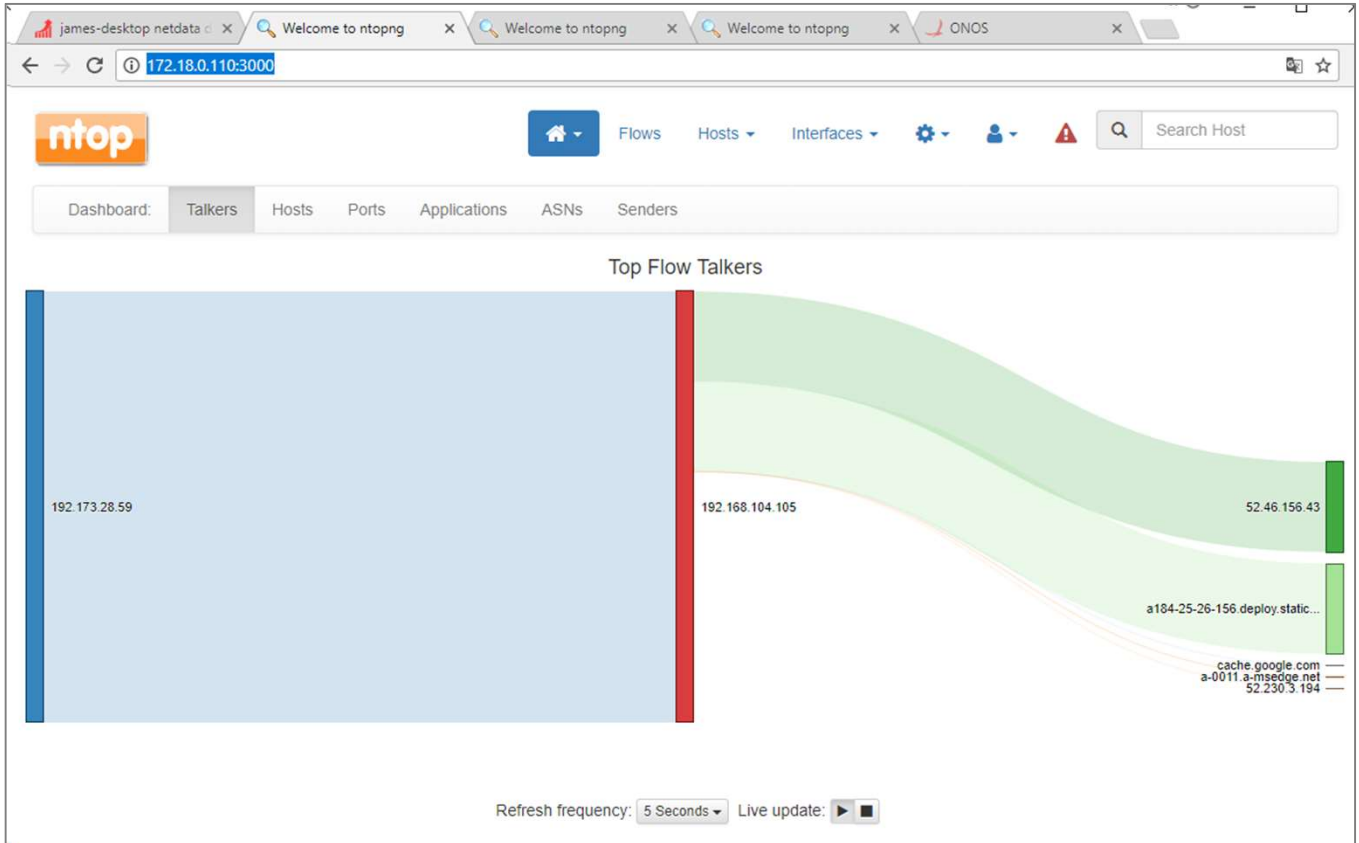 james-desktop netdata d
Welcome to ntopng
Welcome to ntopng
Welcome to ntopng
ONOS
172.18.0.110:3000
ntop
Flows
Hosts
Interfaces
Search Host
Dashboard:
Talkers
Hosts
Ports
Applications
ASNs
Senders
Top Flow Talkers
192.173.28.59
192.168.104.105
52.46.156.43
a184-25-26-156.deploy.static...
cache.google.com
a-0011.a-msedge.net
52.230.3.194
Refresh frequency: 5 Seconds Live update: